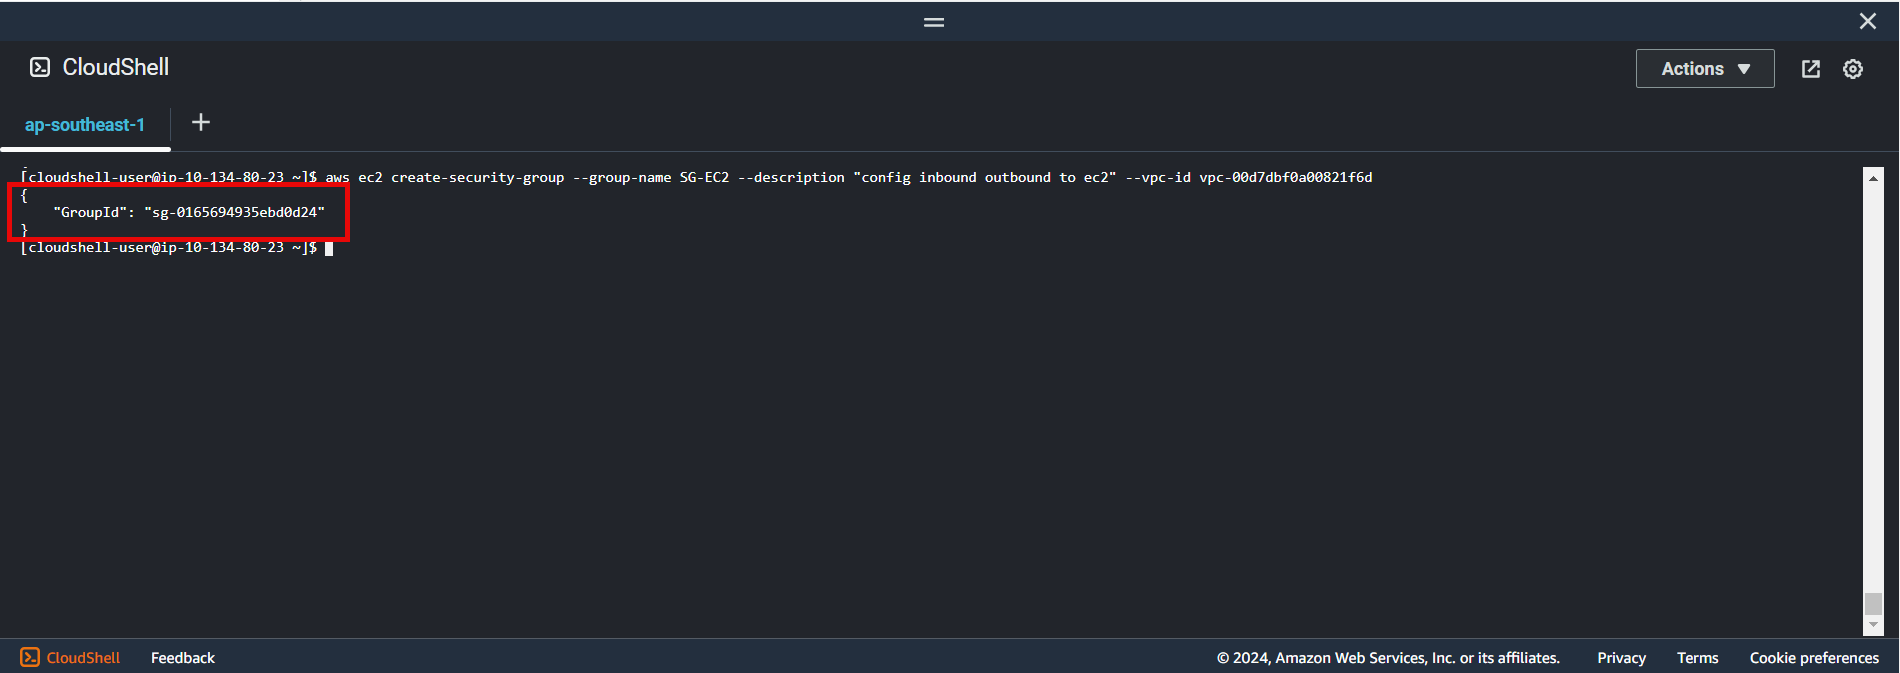 CloudShell
Actions
ap-southeast-1
[cloudshell-user@ip-10-134-80-23 ~]$ aws ec2 create-security-group --group-name SG-EC2 --description "config inbound outbound to ec2" --vpc-id vpc-00d7dbf0a00821f6d
{
    "GroupId": "sg-0165694935ebd0d24"
}
[cloudshell-user@ip-10-134-80-23 ~]$
CloudShell Feedback © 2024, Amazon Web Services, Inc. or its affiliates. Privacy Terms Cookie preferences